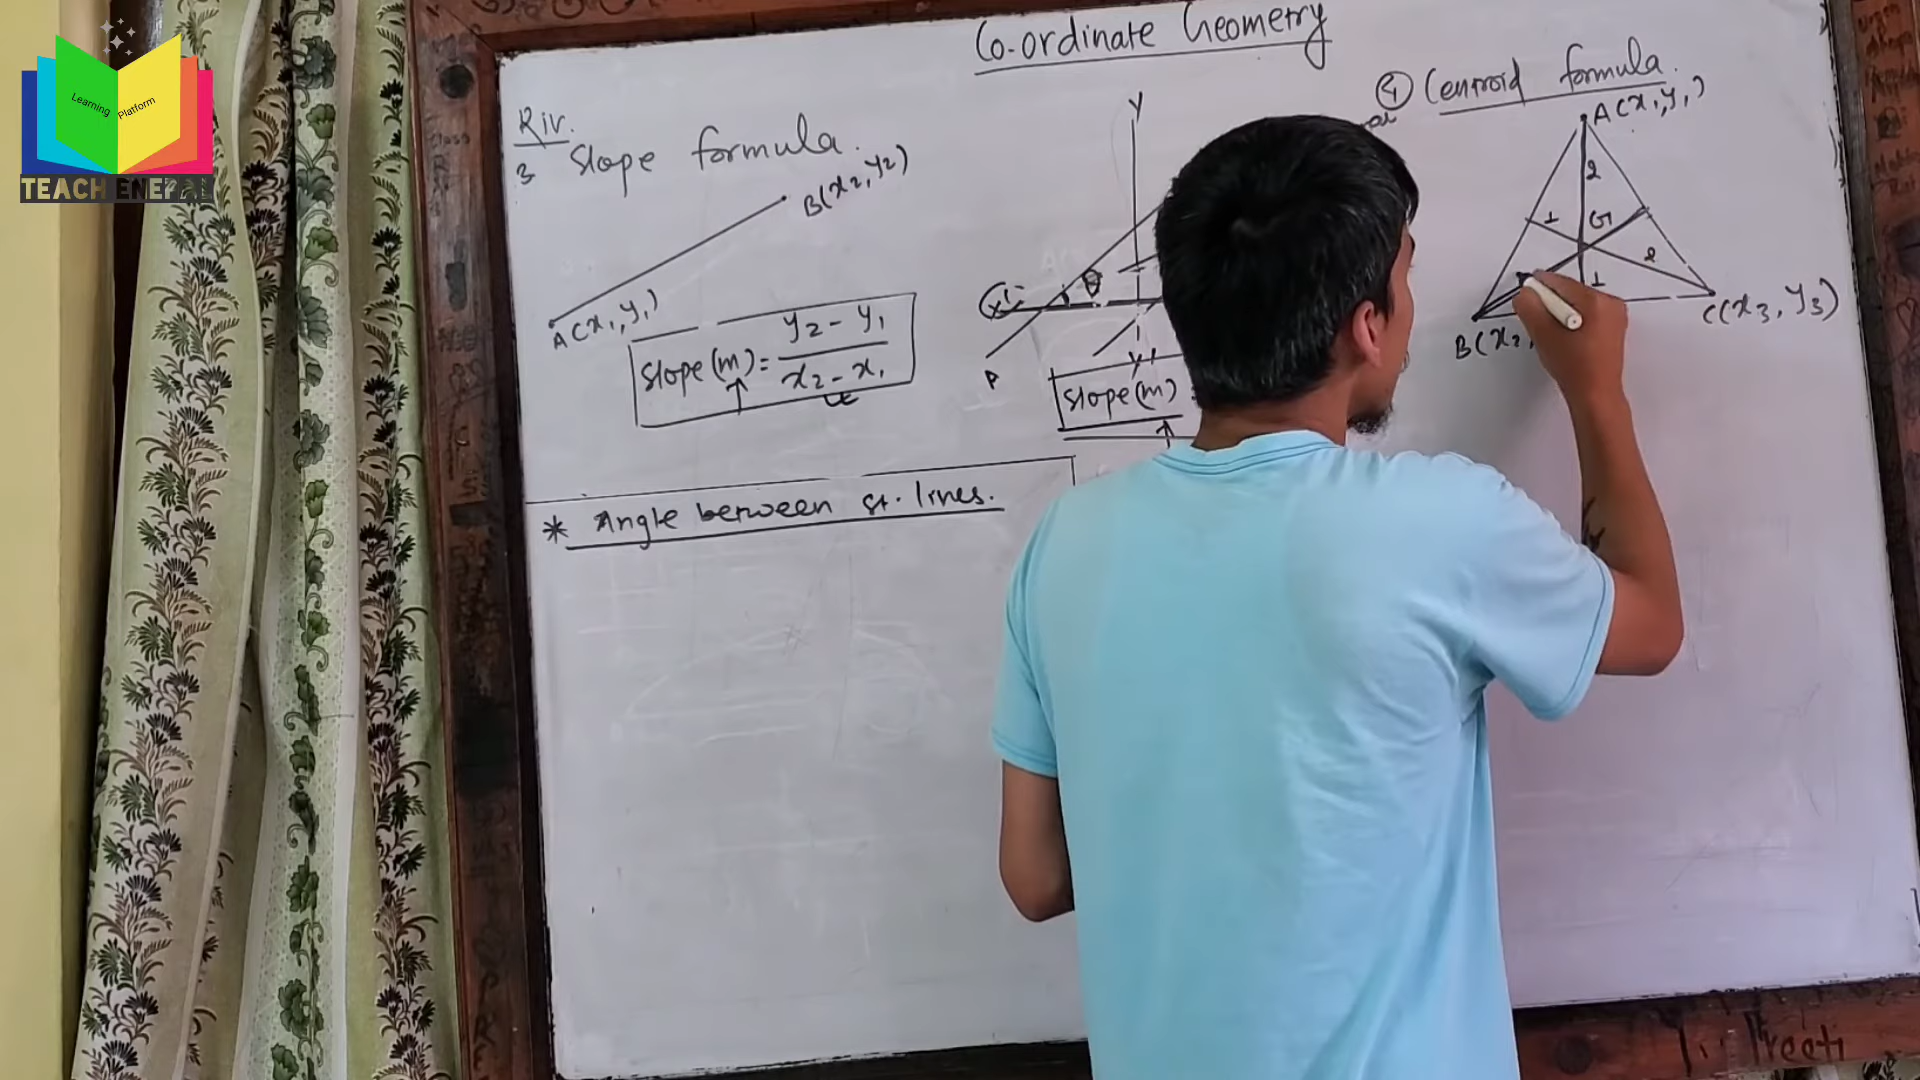 Learning Platform
TEACH ENEPAL
Co-ordinate Geometry
Riv.
3 Slope formula.
B(x2, y2)
A(x1, y1)
Slope(m) = y2 - y1 / x2 - x1
y
x'
θ
P
y'
Slope(m)
4 Centroid formula.
A(x1, y1)
2
1
G
2
1
B(x2,
C(x3, y3)
* Angle between st. lines.
Preeti